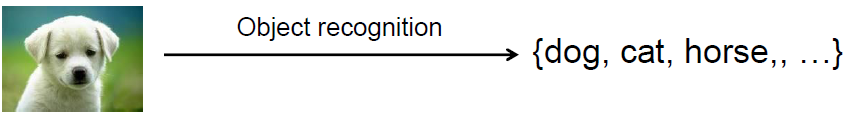 Object recognition
{dog, cat, horse,, …}